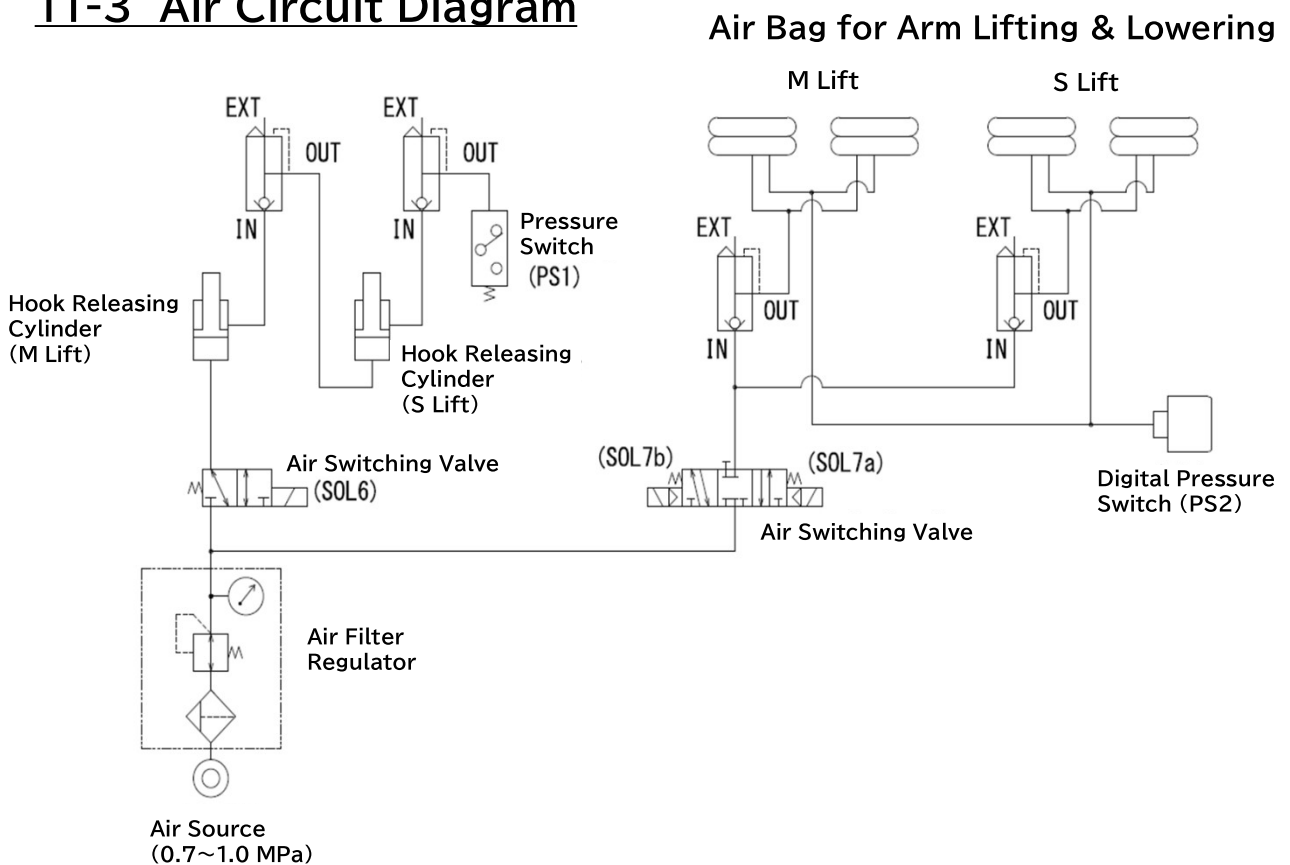 11-3 Air Circuit Diagram
Air Bag for Arm Lifting & Lowering
M Lift
S Lift
EXT
OUT
IN
EXT
OUT
IN
Pressure
Switch
(PS1)
Hook Releasing
Cylinder
(M Lift)
Hook Releasing
Cylinder
(S Lift)
EXT
OUT
IN
EXT
OUT
IN
Air Switching Valve
(SOL6)
(SOL7b)
(SOL7a)
Air Switching Valve
Digital Pressure
Switch (PS2)
Air Filter
Regulator
Air Source
(0.7~1.0 MPa)